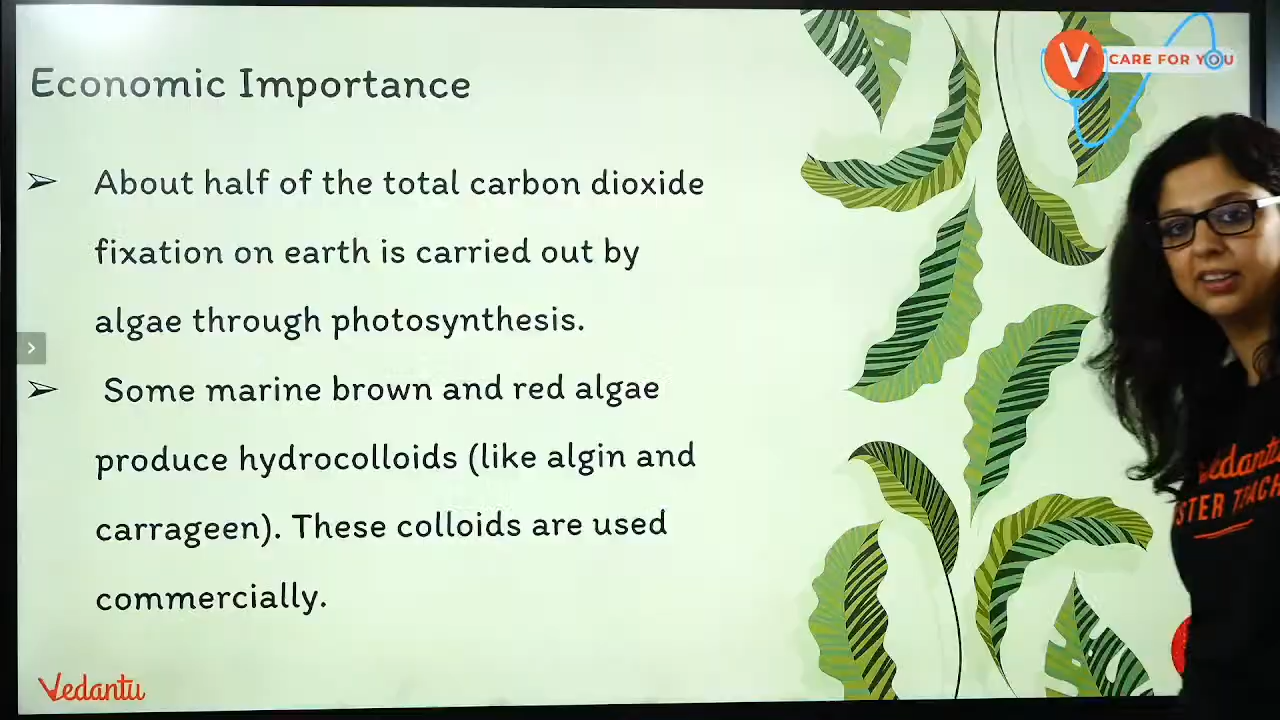 Economic Importance
V CARE FOR YOU
➢ About half of the total carbon dioxide
fixation on earth is carried out by
algae through photosynthesis.
➢ Some marine brown and red algae
produce hydrocolloids (like algin and
carrageen). These colloids are used
commercially.
Vedantu